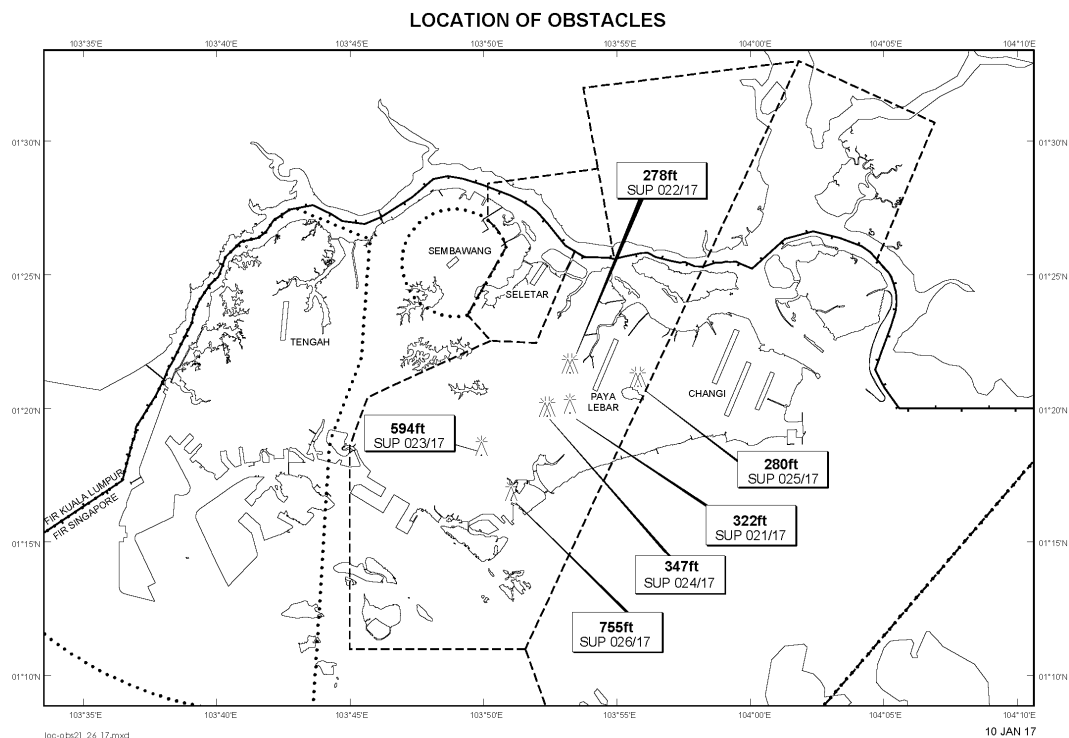 LOCATION OF OBSTACLES
103°35'E 103°40'E 103°45'E 103°50'E 103°55'E 104°00'E 104°05'E 104°10'E
01°30'N 01°30'N
278ft
SUP 022/17
SEMBAWANG
01°25'N 01°25'N
SELETAR
TENGAH
PAYA
LEBAR
CHANGI
01°20'N 01°20'N
594ft
SUP 023/17
280ft
SUP 025/17
FIR KUALA LUMPUR
FIR SINGAPORE
322ft
SUP 021/17
01°15'N 01°15'N
347ft
SUP 024/17
755ft
SUP 026/17
01°10'N 01°10'N
103°35'E 103°40'E 103°45'E 103°50'E 103°55'E 104°00'E 104°05'E 104°10'E
loc-obs21_26_17.mxd
10 JAN 17